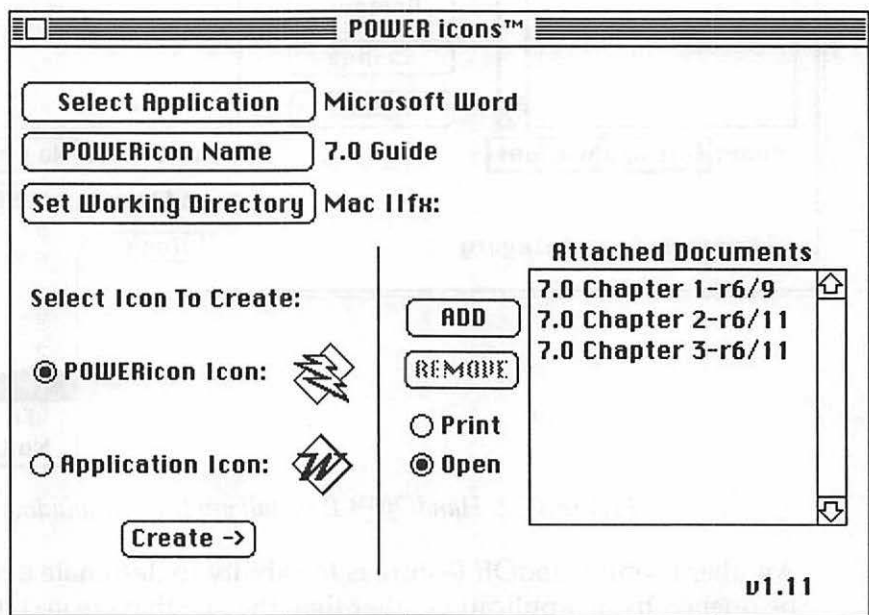 POWER icons™
Select Application Microsoft Word
POWERicon Name 7.0 Guide
Set Working Directory Mac IIfx:
Select Icon To Create:
POWERicon Icon:
W
Application Icon:
Create ->
ADD
REMOVE
Print
Open
Attached Documents
7.0 Chapter 1-r6/9
7.0 Chapter 2-r6/11
7.0 Chapter 3-r6/11
v1.11